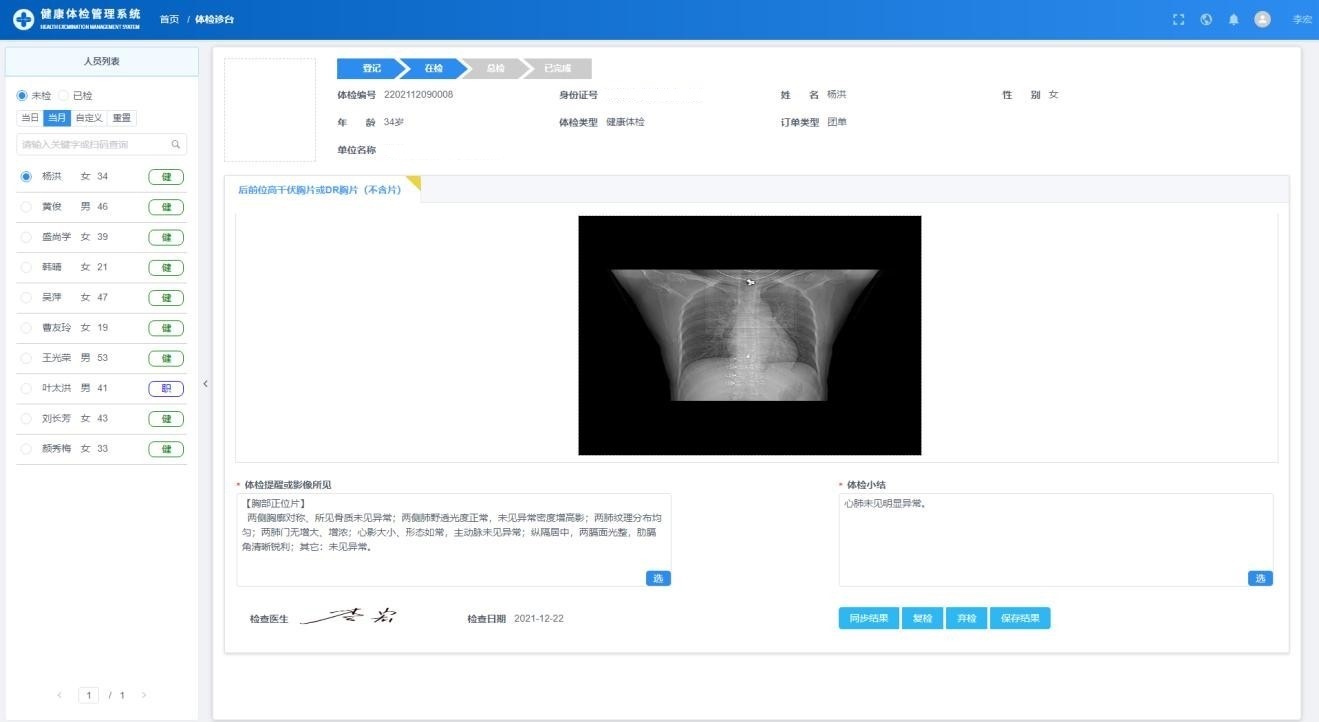 健康体检管理系统 首页 / 体检诊台 李宏
HEALTH EXAMINATION MANAGEMENT SYSTEM
人员列表
未检 已检
当日 当月 自定义 重置
请输入关键字或扫码查询
杨洪 女 34 健
黄俊 男 46 健
盛尚学 女 39 健
韩晴 女 21 健
吴萍 女 47 健
曹友玲 女 19 健
王光荣 男 53 健
叶太洪 男 41 职
刘长芳 女 43 健
颜秀梅 女 33 健
< 1 / 1 >
登记 在检 总检 已完成
体检编号 2202112090008 身份证号 姓 名 杨洪 性 别 女
年 龄 34岁 体检类型 健康体检 订单类型 团单
单位名称
后前位高千伏胸片或DR胸片（不含片）
* 体检提醒或影像所见
【胸部正位片】
两侧胸廓对称、所见骨质未见异常；两侧肺野透光度正常，未见异常密度增高影；两肺纹理分布均
匀；两肺门无增大、增浓；心影大小、形态如常，主动脉未见异常；纵隔居中，两膈面光整，肋膈
角清晰锐利；其它：未见异常。
选
* 体检小结
心肺未见明显异常。
选
检查医生 检查日期 2021-12-22
同步结果 复检 弃检 保存结果